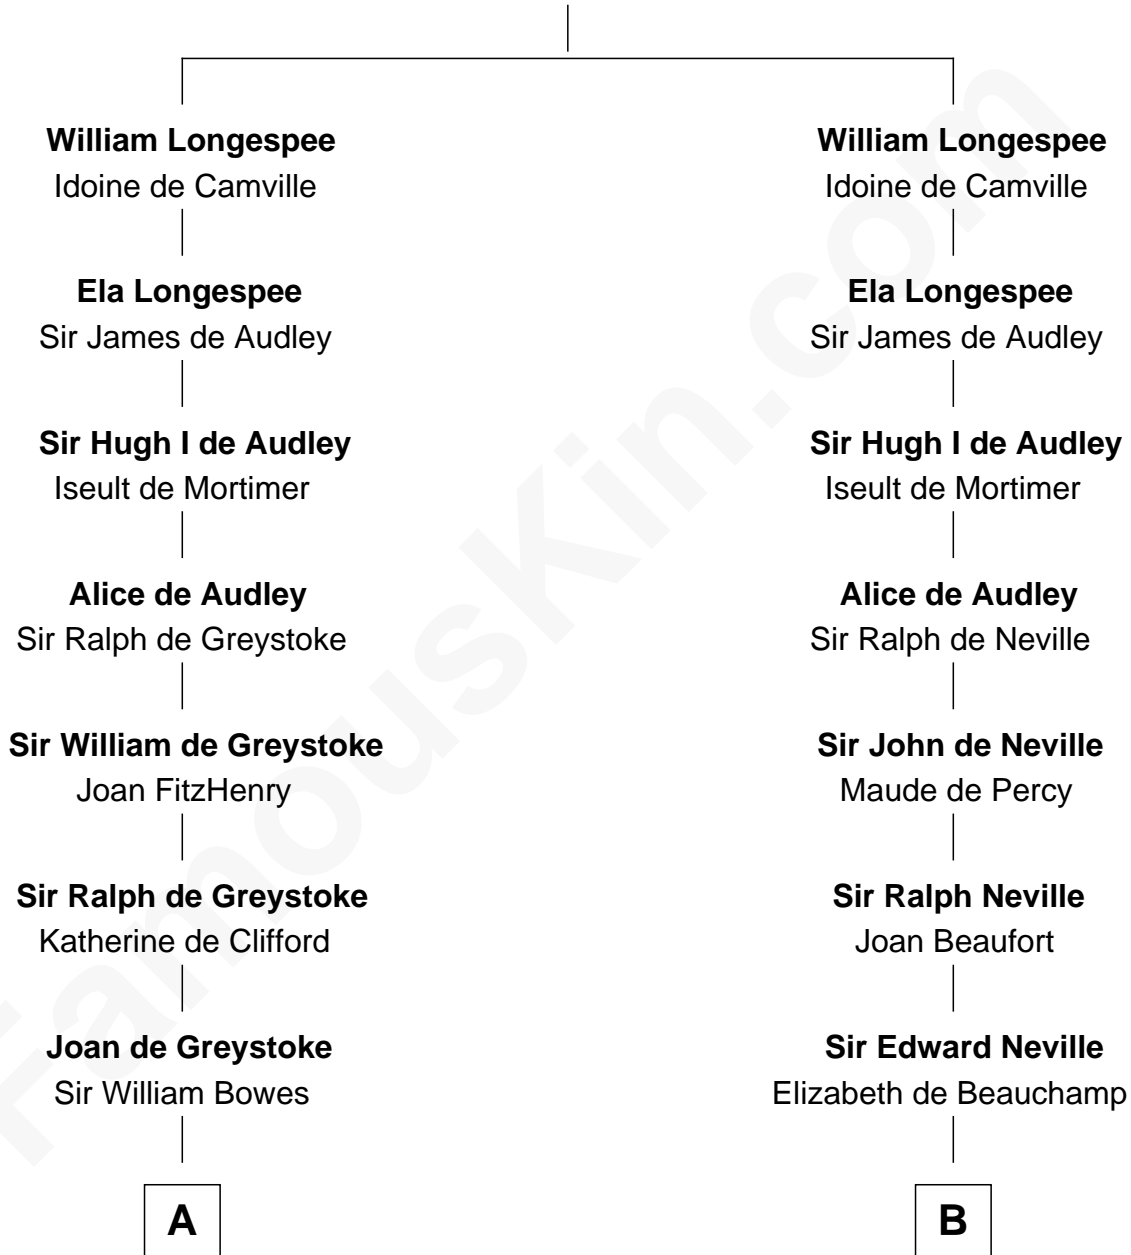 William Longespee
Idoine de Camville
Ela Longespee
Sir James de Audley
Sir Hugh I de Audley
Iseult de Mortimer
Alice de Audley
Sir Ralph de Greystoke
Sir William de Greystoke
Joan FitzHenry
Sir Ralph de Greystoke
Katherine de Clifford
Joan de Greystoke
Sir William Bowes
A
William Longespee
Idoine de Camville
Ela Longespee
Sir James de Audley
Sir Hugh I de Audley
Iseult de Mortimer
Alice de Audley
Sir Ralph de Neville
Sir John de Neville
Maude de Percy
Sir Ralph Neville
Joan Beaufort
Sir Edward Neville
Elizabeth de Beauchamp
B
FamousKin.com